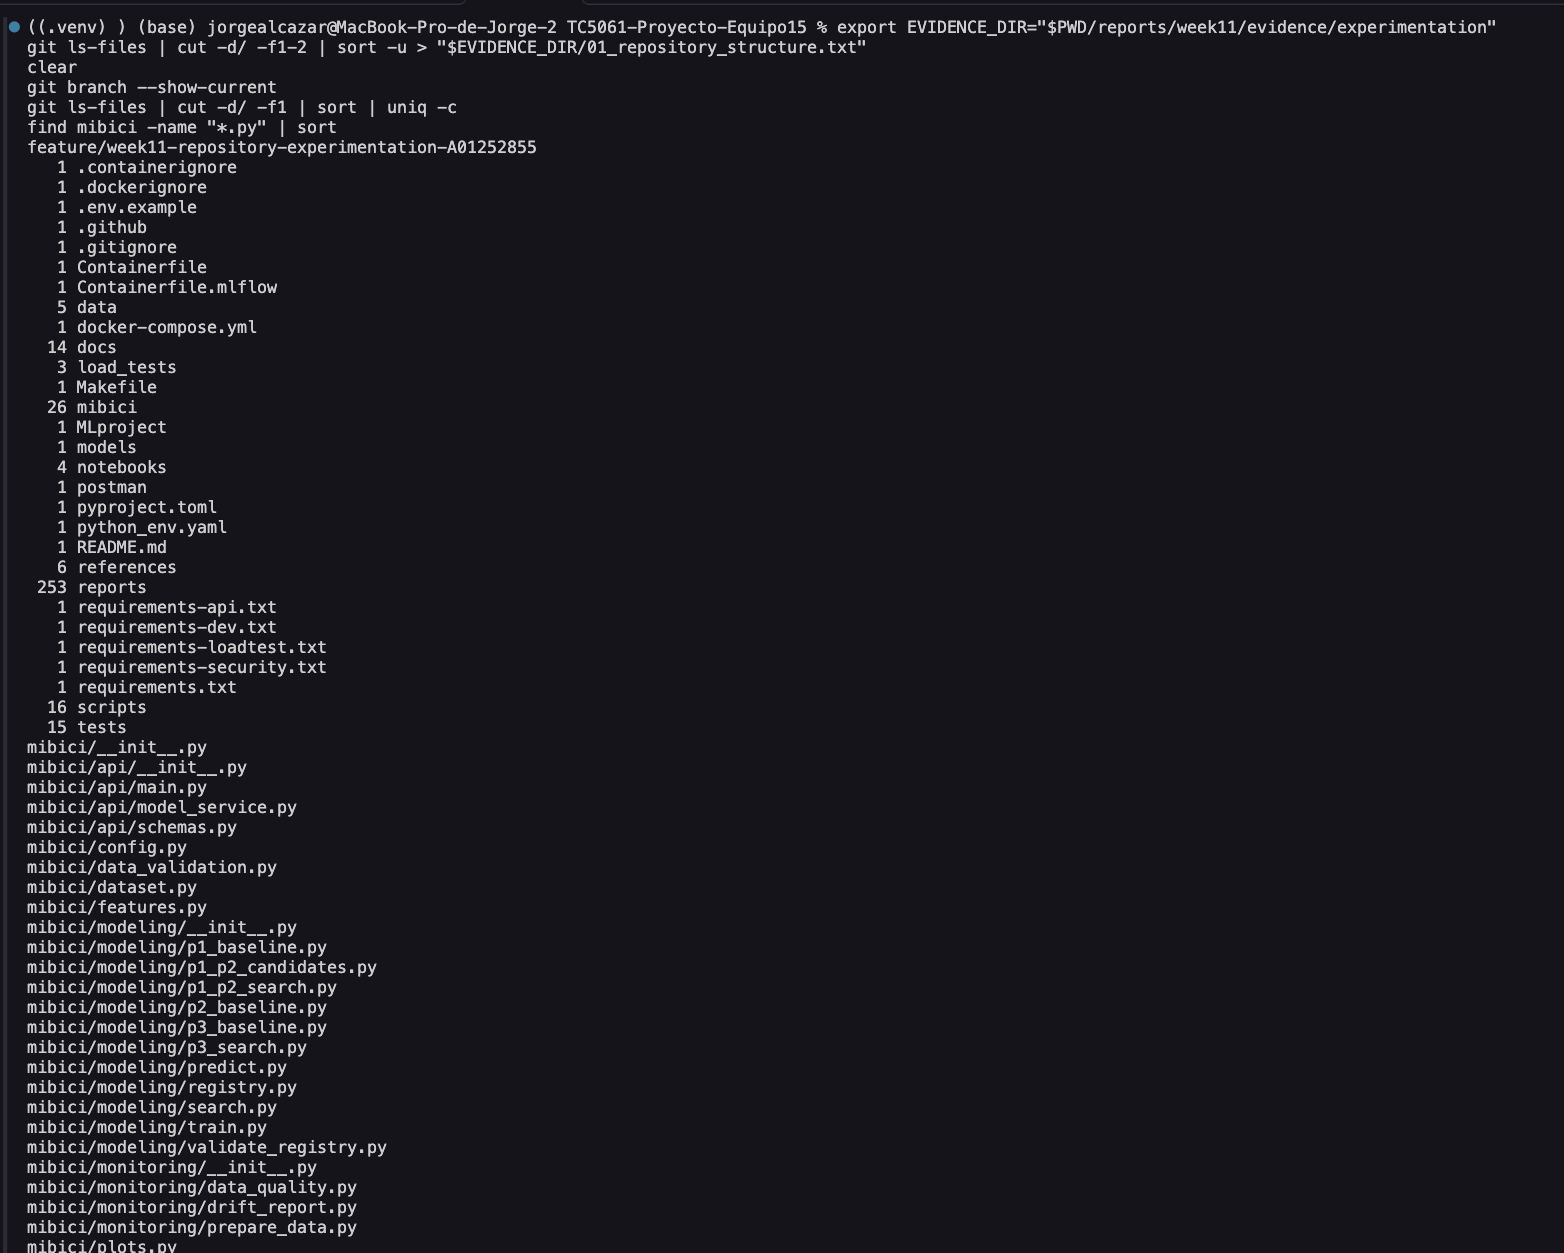 ((.venv) ) (base) jorgealcazar@MacBook-Pro-de-Jorge-2 TC5061-Proyecto-Equipo15 % export EVIDENCE_DIR="$PWD/reports/week11/evidence/experimentation"
git ls-files | cut -d/ -f1-2 | sort -u > "$EVIDENCE_DIR/01_repository_structure.txt"
clear
git branch --show-current
git ls-files | cut -d/ -f1 | sort | uniq -c
find mibici -name "*.py" | sort
feature/week11-repository-experimentation-A01252855
   1 .containerignore
   1 .dockerignore
   1 .env.example
   1 .github
   1 .gitignore
   1 Containerfile
   1 Containerfile.mlflow
   5 data
   1 docker-compose.yml
  14 docs
   3 load_tests
   1 Makefile
  26 mibici
   1 MLproject
   1 models
   4 notebooks
   1 postman
   1 pyproject.toml
   1 python_env.yaml
   1 README.md
   6 references
 253 reports
   1 requirements-api.txt
   1 requirements-dev.txt
   1 requirements-loadtest.txt
   1 requirements-security.txt
   1 requirements.txt
  16 scripts
  15 tests
mibici/__init__.py
mibici/api/__init__.py
mibici/api/main.py
mibici/api/model_service.py
mibici/api/schemas.py
mibici/config.py
mibici/data_validation.py
mibici/dataset.py
mibici/features.py
mibici/modeling/__init__.py
mibici/modeling/p1_baseline.py
mibici/modeling/p1_p2_candidates.py
mibici/modeling/p1_p2_search.py
mibici/modeling/p2_baseline.py
mibici/modeling/p3_baseline.py
mibici/modeling/p3_search.py
mibici/modeling/predict.py
mibici/modeling/registry.py
mibici/modeling/search.py
mibici/modeling/train.py
mibici/modeling/validate_registry.py
mibici/monitoring/__init__.py
mibici/monitoring/data_quality.py
mibici/monitoring/drift_report.py
mibici/monitoring/prepare_data.py
mibici/plots.py